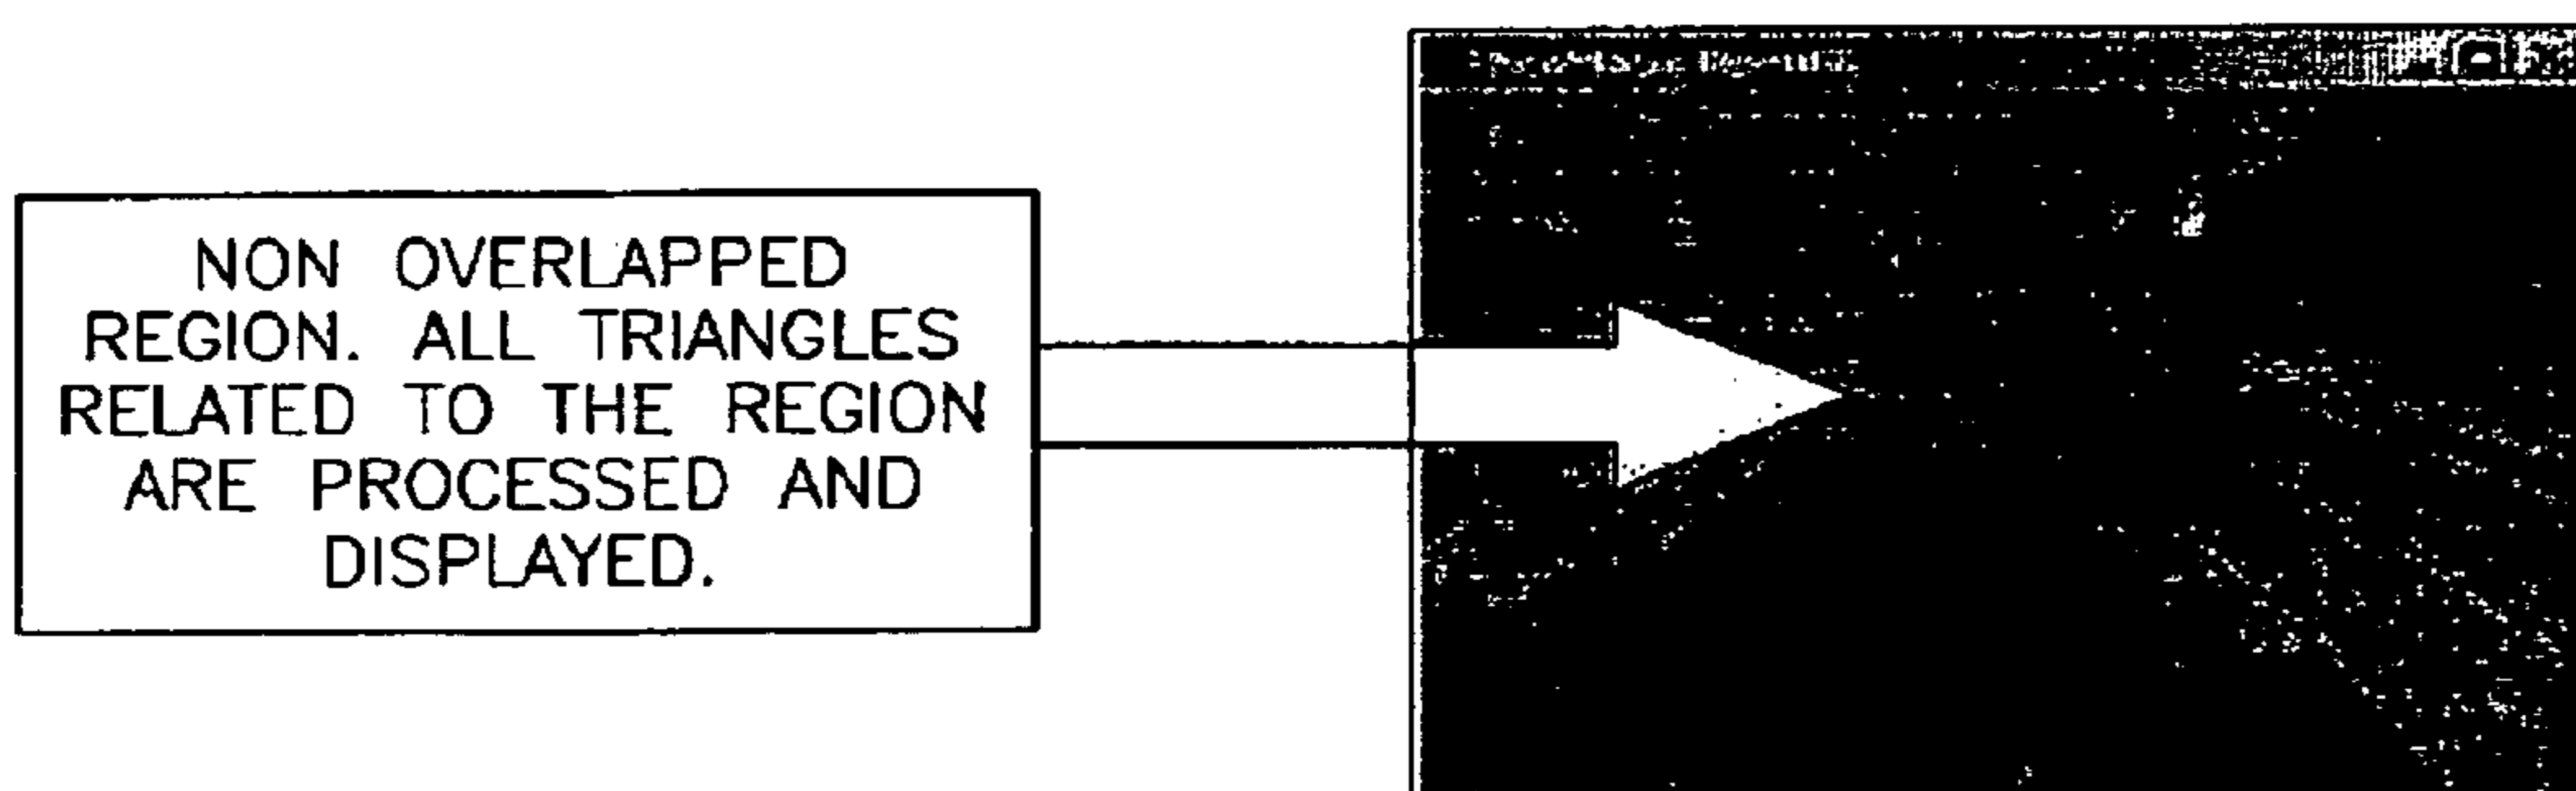 NON OVERLAPPED
REGION. ALL TRIANGLES
RELATED TO THE REGION
ARE PROCESSED AND
DISPLAYED.